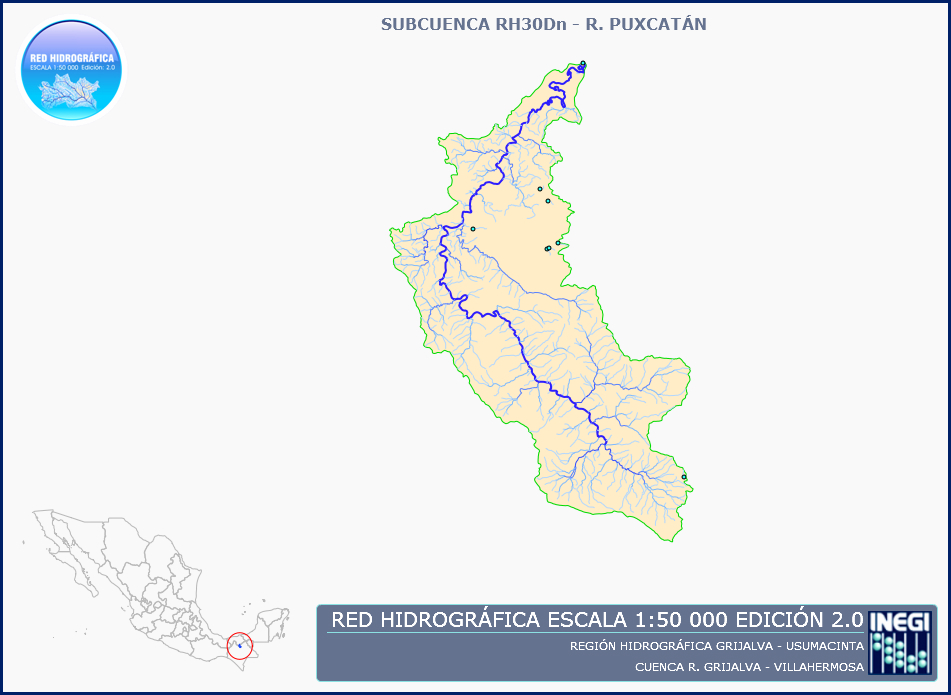 SUBCUENCA RH30Dn - R. PUXCATÁN
RED HIDROGRÁFICA
ESCALA 1:50 000 Edición: 2.0
RED HIDROGRÁFICA ESCALA 1:50 000 EDICIÓN 2.0
REGIÓN HIDROGRÁFICA GRIJALVA - USUMACINTA
CUENCA R. GRIJALVA - VILLAHERMOSA
INEGI